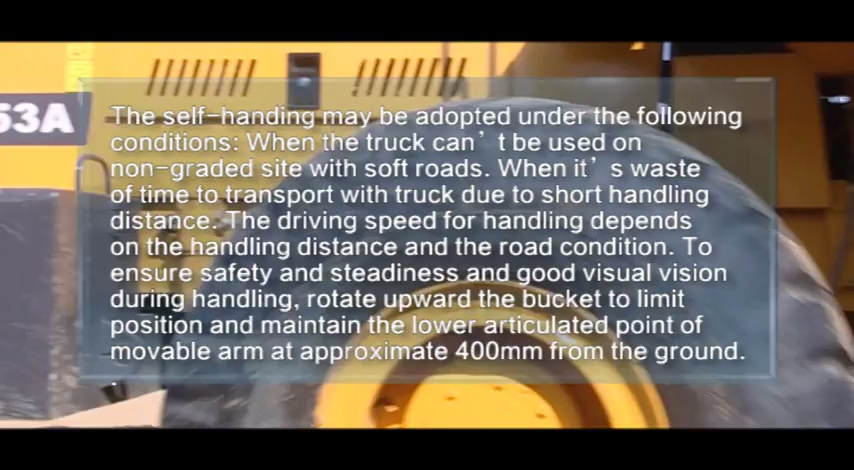 53A
The self-handing may be adopted under the following
conditions: When the truck can’t be used on
non-graded site with soft roads. When it’s waste
of time to transport with truck due to short handling
distance. The driving speed for handling depends
on the handling distance and the road condition. To
ensure safety and steadiness and good visual vision
during handling, rotate upward the bucket to limit
position and maintain the lower articulated point of
movable arm at approximate 400mm from the ground.